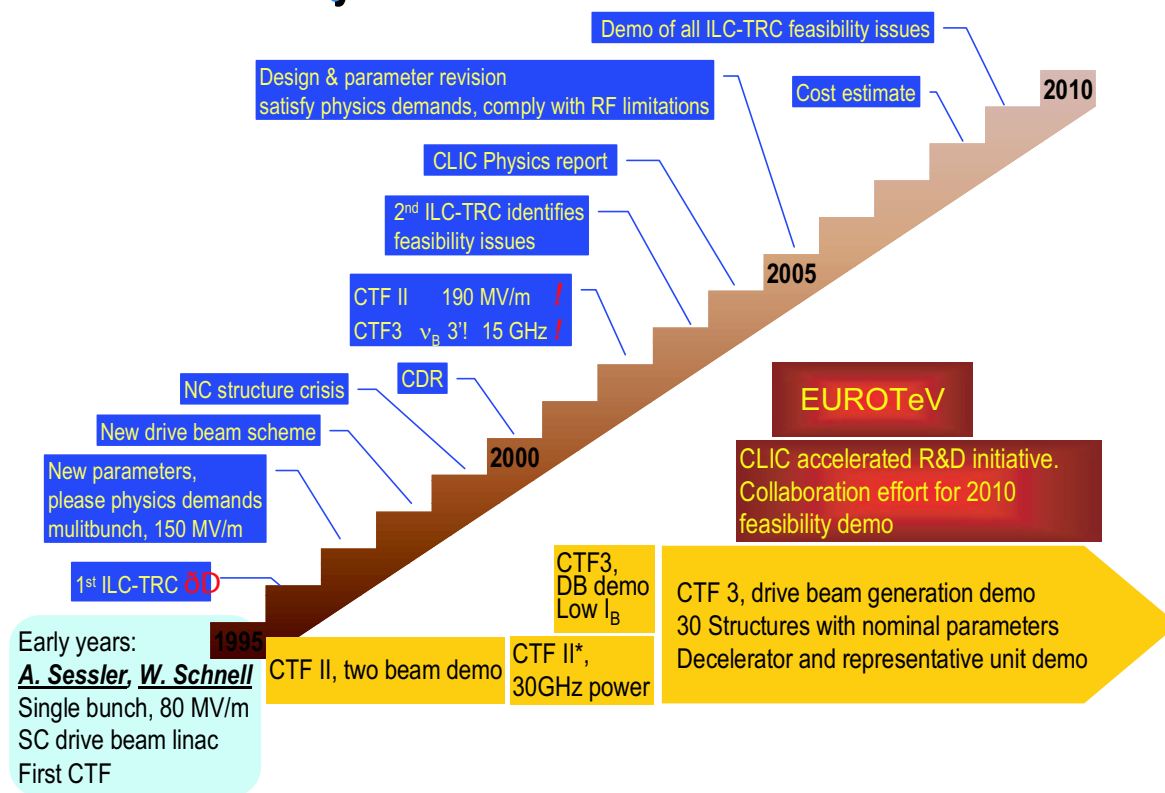 Demo of all ILC-TRC feasibility issues
2010
Design & parameter revision
satisfy physics demands, comply with RF limitations
Cost estimate
CLIC Physics report
2nd ILC-TRC identifies
feasibility issues
2005
CTF II 190 MV/m !
CTF3 νB 3'! 15 GHz !
NC structure crisis
CDR
New drive beam scheme
2000
New parameters,
please physics demands
mulitbunch, 150 MV/m
1st ILC-TRC δD
1995
EUROTeV
CLIC accelerated R&D initiative.
Collaboration effort for 2010
feasibility demo
Early years:
A. Sessler, W. Schnell
Single bunch, 80 MV/m
SC drive beam linac
First CTF
CTF II, two beam demo
CTF3,
DB demo
Low IB
CTF II*,
30GHz power
CTF 3, drive beam generation demo
30 Structures with nominal parameters
Decelerator and representative unit demo